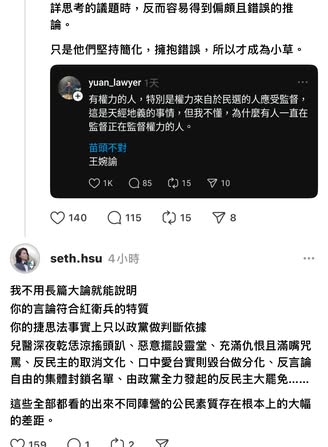 詳思考的議題時，反而容易得到偏頗且錯誤的推
論。
只是他們堅持簡化，擁抱錯誤，所以才成為小草。
yuan_lawyer 1天
有權力的人，特別是權力來自於民選的人應受監督，
這是天經地義的事情，但我不懂，為什麼有人一直在
監督正在監督權力的人。
苗頭不對
王婉諭
1K 85 15 10
140 115 15 8
seth.hsu 4小時
我不用長篇大論就能說明
你的言論符合紅衛兵的特質
你的捷思法事實上只以政黨做判斷依據
兒醫深夜乾恁涼搖頭趴、惡意擺設靈堂、充滿仇恨且滿嘴咒
罵、反民主的取消文化、口中愛台實則毀台做分化、反言論
自由的集體封鎖名單、由政黨全力發起的反民主大罷免......
這些全部都看的出來不同陣營的公民素質存在根本上的大幅
的差距。
159 1 2